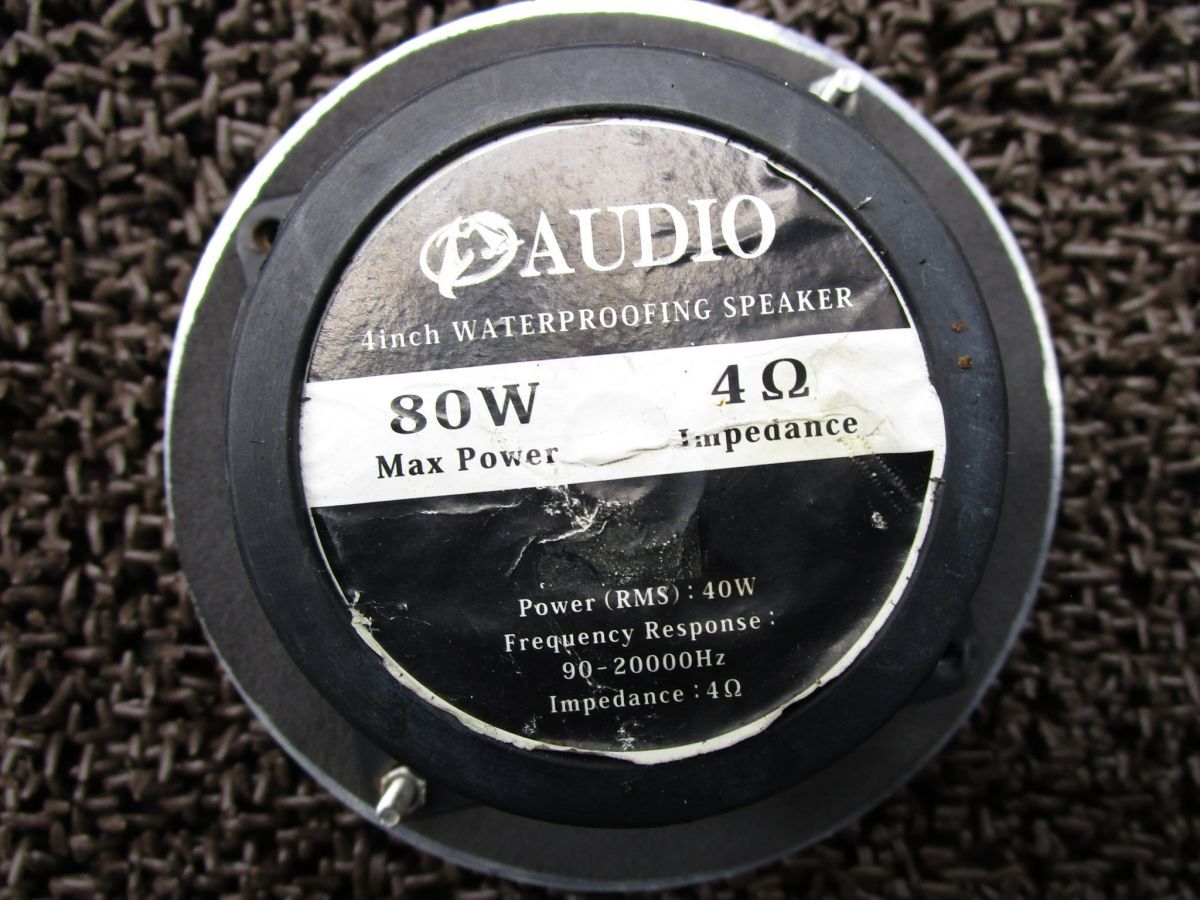 AUDIO
4inch WATERPROOFING SPEAKER
80W 4Ω
Max Power Impedance
Power (RMS) : 40W
Frequency Response :
90-20000Hz
Impedance : 4Ω